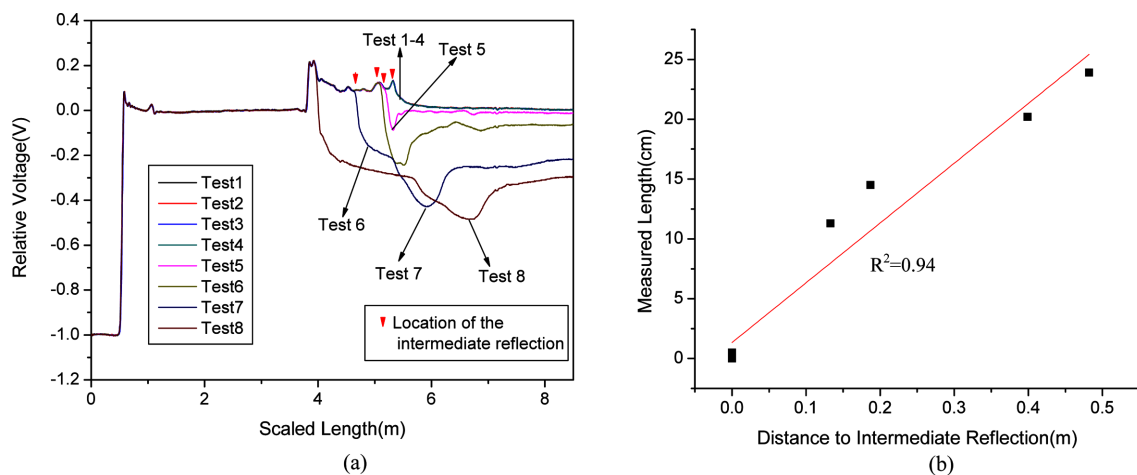 0.4
0.2
0.0
-0.2
-0.4
-0.6
-0.8
-1.0
-1.2
Relative Voltage(V)
0
2
4
6
8
Scaled Length(m)
Test 1-4
Test 5
Test 6
Test 7
Test 8
Test1
Test2
Test3
Test4
Test5
Test6
Test7
Test8
Location of the
intermediate reflection
(a)
25
20
15
10
5
0
Measured Length(cm)
R²=0.94
0.0
0.1
0.2
0.3
0.4
0.5
Distance to Intermediate Reflection(m)
(b)